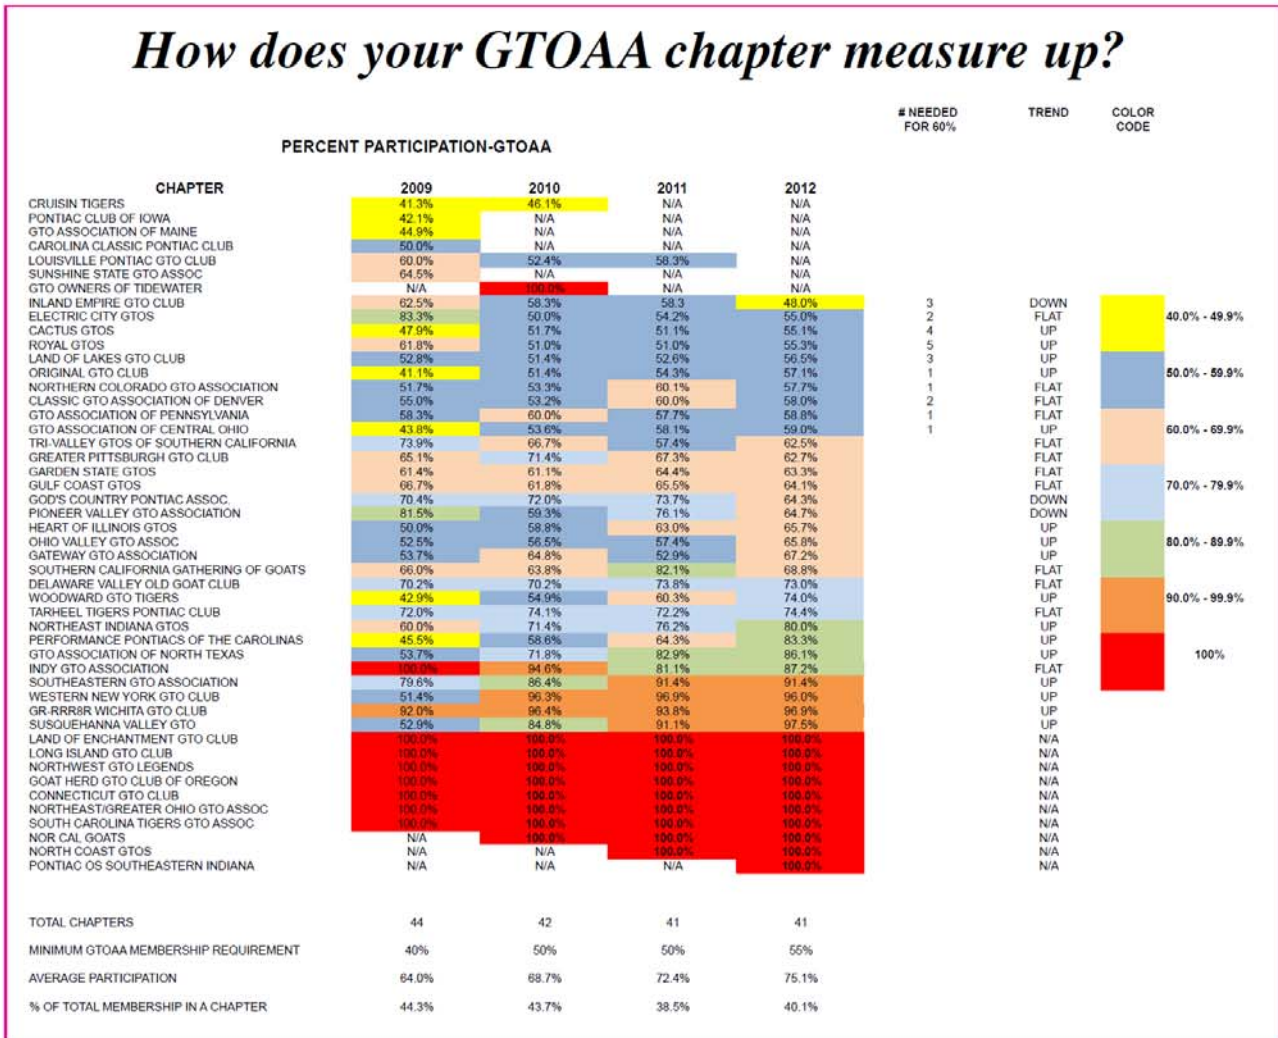 How does your GTOAA chapter measure up?
# NEEDED FOR 60% TREND COLOR CODE
PERCENT PARTICIPATION-GTOAA
CHAPTER 2009 2010 2011 2012
CRUISIN TIGERS 41.3% 46.1% N/A N/A
PONTIAC CLUB OF IOWA 42.1% N/A N/A N/A
GTO ASSOCIATION OF MAINE 44.9% N/A N/A N/A
CAROLINA CLASSIC PONTIAC CLUB 50.0% N/A N/A N/A
LOUISVILLE PONTIAC GTO CLUB 60.0% 52.4% 58.3% N/A
SUNSHINE STATE GTO ASSOC 64.5% N/A N/A N/A
GTO OWNERS OF TIDEWATER N/A 100.0% N/A N/A
INLAND EMPIRE GTO CLUB 62.5% 58.3% 58.3 48.0% 3 DOWN
ELECTRIC CITY GTOS 83.3% 50.0% 54.2% 55.0% 2 FLAT 40.0% - 49.9%
CACTUS GTOS 47.9% 51.7% 51.1% 55.1% 4 UP
ROYAL GTOS 61.8% 51.0% 51.0% 55.3% 5 UP
LAND OF LAKES GTO CLUB 52.8% 51.4% 52.6% 56.5% 3 UP
ORIGINAL GTO CLUB 41.1% 51.4% 54.3% 57.1% 1 UP 50.0% - 59.9%
NORTHERN COLORADO GTO ASSOCIATION 51.7% 53.3% 60.1% 57.7% 1 FLAT
CLASSIC GTO ASSOCIATION OF DENVER 55.0% 53.2% 60.0% 58.0% 2 FLAT
GTO ASSOCIATION OF PENNSYLVANIA 58.3% 60.0% 57.7% 58.8% 1 FLAT
GTO ASSOCIATION OF CENTRAL OHIO 43.8% 53.6% 58.1% 59.0% 1 UP 60.0% - 69.9%
TRI-VALLEY GTOS OF SOUTHERN CALIFORNIA 73.9% 66.7% 57.4% 62.5% FLAT
GREATER PITTSBURGH GTO CLUB 65.1% 71.4% 67.3% 62.7% FLAT
GARDEN STATE GTOS 61.4% 61.1% 64.4% 63.3% FLAT
GULF COAST GTOS 66.7% 61.8% 65.5% 64.1% FLAT 70.0% - 79.9%
GOD'S COUNTRY PONTIAC ASSOC. 70.4% 72.0% 73.7% 64.3% DOWN
PIONEER VALLEY GTO ASSOCIATION 81.5% 59.3% 76.1% 64.7% DOWN
HEART OF ILLINOIS GTOS 50.0% 58.8% 63.0% 65.7% UP
OHIO VALLEY GTO ASSOC 52.5% 56.5% 57.4% 65.8% UP 80.0% - 89.9%
GATEWAY GTO ASSOCIATION 53.7% 64.8% 52.9% 67.2% UP
SOUTHERN CALIFORNIA GATHERING OF GOATS 66.0% 63.8% 82.1% 68.8% FLAT
DELAWARE VALLEY OLD GOAT CLUB 70.2% 70.2% 73.8% 73.0% FLAT
WOODWARD GTO TIGERS 42.9% 54.9% 60.3% 74.0% UP 90.0% - 99.9%
TARHEEL TIGERS PONTIAC CLUB 72.0% 74.1% 72.2% 74.4% FLAT
NORTHEAST INDIANA GTOS 60.0% 71.4% 76.2% 80.0% UP
PERFORMANCE PONTIACS OF THE CAROLINAS 45.5% 58.6% 64.3% 83.3% UP
GTO ASSOCIATION OF NORTH TEXAS 53.7% 71.8% 82.9% 86.1% UP 100%
INDY GTO ASSOCIATION 100.0% 94.6% 81.1% 87.2% FLAT
SOUTHEASTERN GTO ASSOCIATION 79.6% 86.4% 91.4% 91.4% UP
WESTERN NEW YORK GTO CLUB 51.4% 96.3% 96.9% 96.0% UP
GR-RRR8R WICHITA GTO CLUB 92.0% 96.4% 93.8% 96.9% UP
SUSQUEHANNA VALLEY GTO 52.9% 84.8% 91.1% 97.5% UP
LAND OF ENCHANTMENT GTO CLUB 100.0% 100.0% 100.0% 100.0% N/A
LONG ISLAND GTO CLUB 100.0% 100.0% 100.0% 100.0% N/A
NORTHWEST GTO LEGENDS 100.0% 100.0% 100.0% 100.0% N/A
GOAT HERD GTO CLUB OF OREGON 100.0% 100.0% 100.0% 100.0% N/A
CONNECTICUT GTO CLUB 100.0% 100.0% 100.0% 100.0% N/A
NORTHEAST/GREATER OHIO GTO ASSOC 100.0% 100.0% 100.0% 100.0% N/A
SOUTH CAROLINA TIGERS GTO ASSOC 100.0% 100.0% 100.0% 100.0% N/A
NOR CAL GOATS N/A 100.0% 100.0% 100.0% N/A
NORTH COAST GTOS N/A N/A 100.0% 100.0% N/A
PONTIAC OS SOUTHEASTERN INDIANA N/A N/A N/A 100.0% N/A
TOTAL CHAPTERS 44 42 41 41
MINIMUM GTOAA MEMBERSHIP REQUIREMENT 40% 50% 50% 55%
AVERAGE PARTICIPATION 64.0% 68.7% 72.4% 75.1%
% OF TOTAL MEMBERSHIP IN A CHAPTER 44.3% 43.7% 38.5% 40.1%